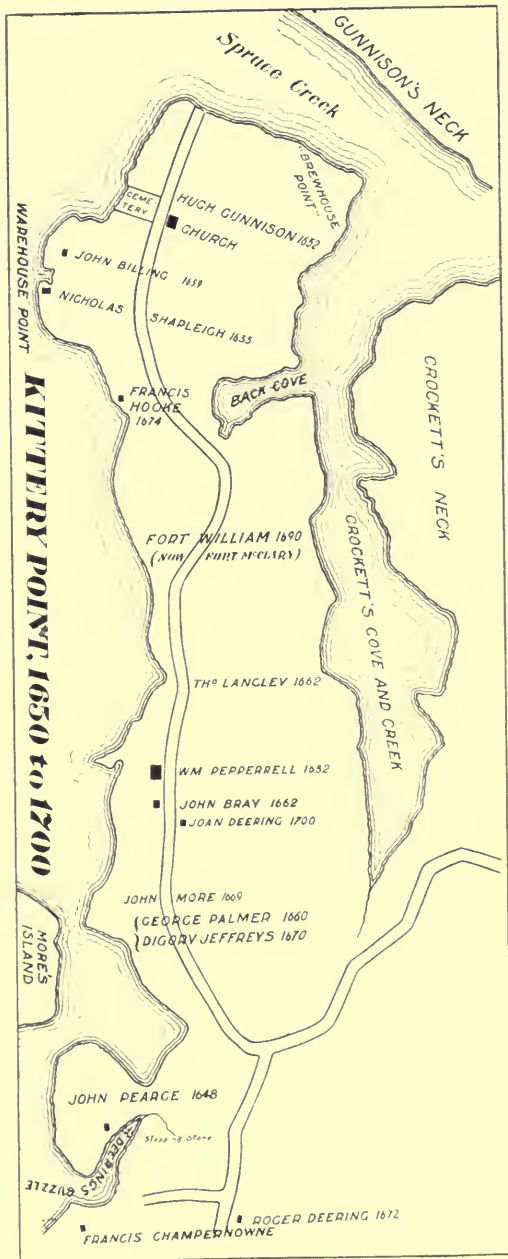 GUNNISON'S NECK
Spruce Creek
"BREWHOUSE
POINT"
CEME
TERY
HUGH GUNNISON 1652
CHURCH
JOHN BILLING 1659
NICHOLAS SHAPLEIGH 1635
WAREHOUSE POINT
FRANCIS
HOOKE
1674
BACK COVE
CROCKETT'S
NECK
FORT WILLIAM 1690
(NOW FORT McCLARY)
CROCKETT'S COVE AND CREEK
KITTERY POINT, 1650 to 1700
THO LANGLEY 1662
WM PEPPERRELL 1682
JOHN BRAY 1662
JOAN DEERING 1700
JOHN MORE 1669
(GEORGE PALMER 1660
)DIGORY JEFFREYS 1670
MORE'S
ISLAND
JOHN PEARCE 1648
Stepping Stone
DEERING'S
GUZZLE
ROGER DEERING 1672
FRANCIS CHAMPERNOWNE